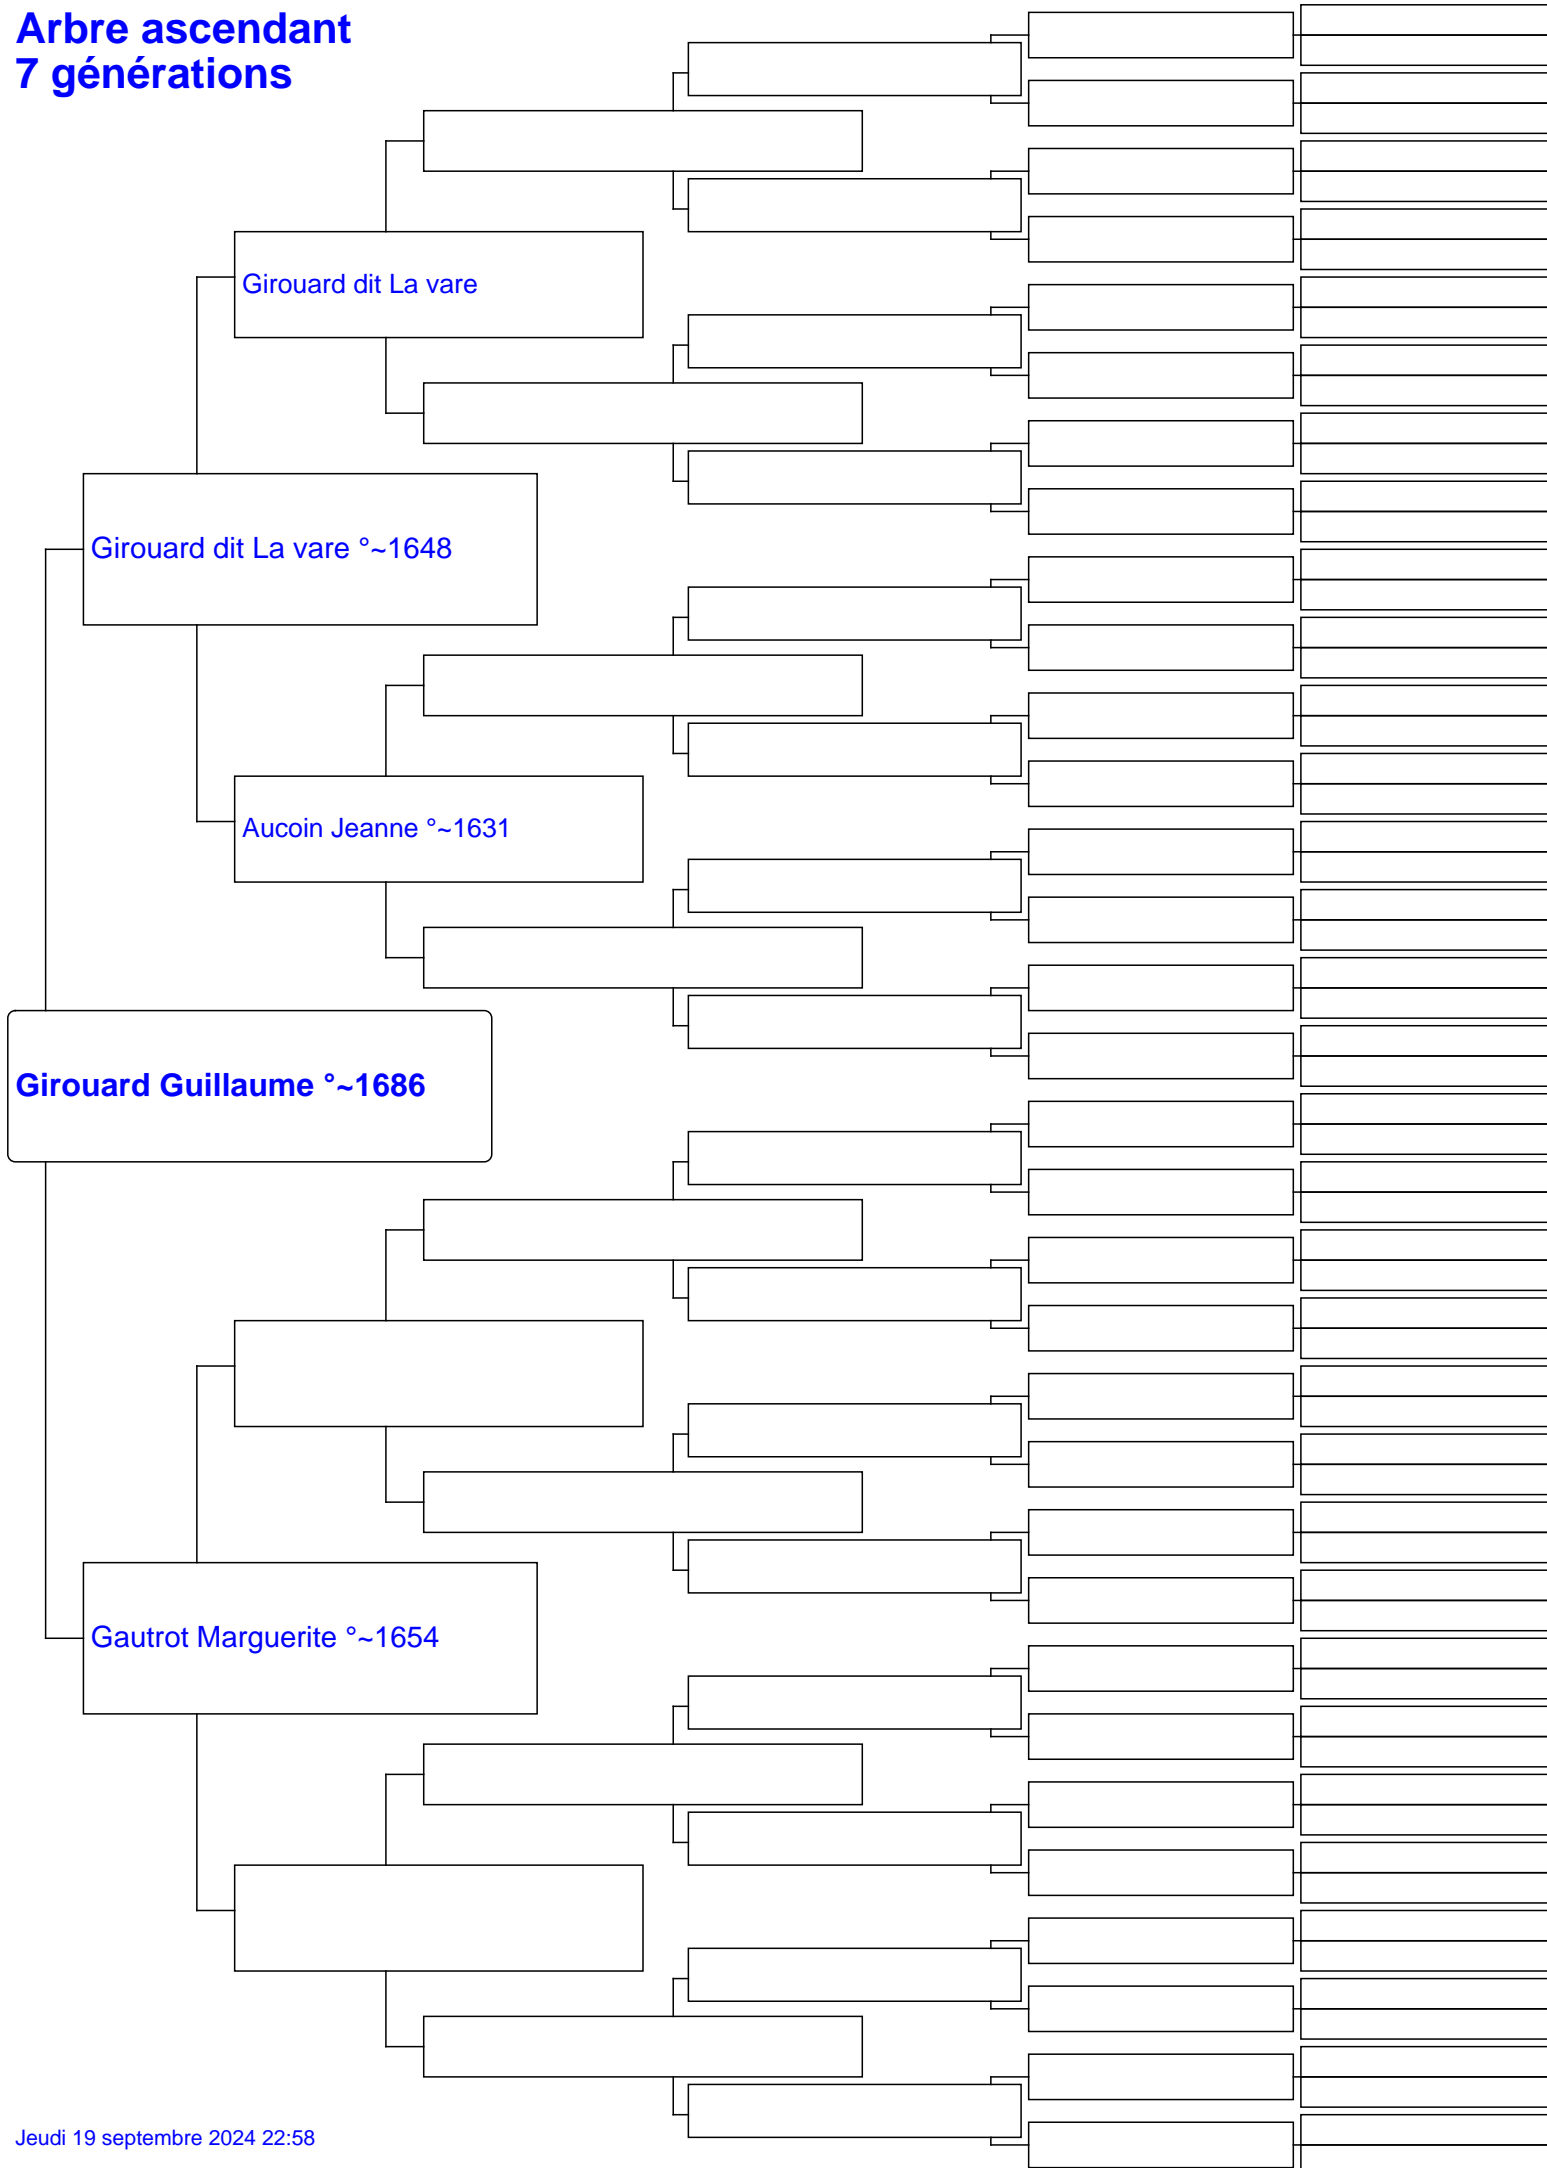 Arbre ascendant
7 générations
Girouard dit La vare
Girouard dit La vare °~1648
Aucoin Jeanne °~1631
Girouard Guillaume °~1686
Gautrot Marguerite °~1654
Jeudi 19 septembre 2024 22:58